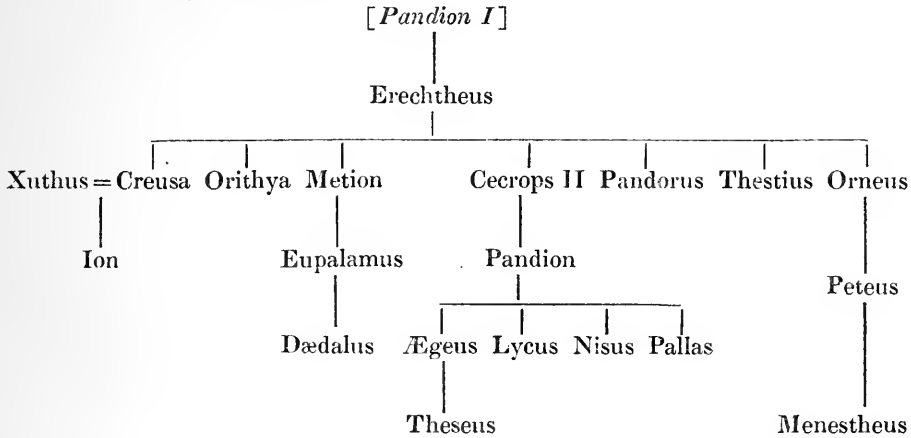 [Pandion I]
Erechtheus
Xuthus = Creusa Orithya Metion Cecrops II Pandorus Thestius Orneus
Ion Eupalamus Pandion
Peteus
Dædalus Ægeus Lycus Nisus Pallas
Theseus Menestheus